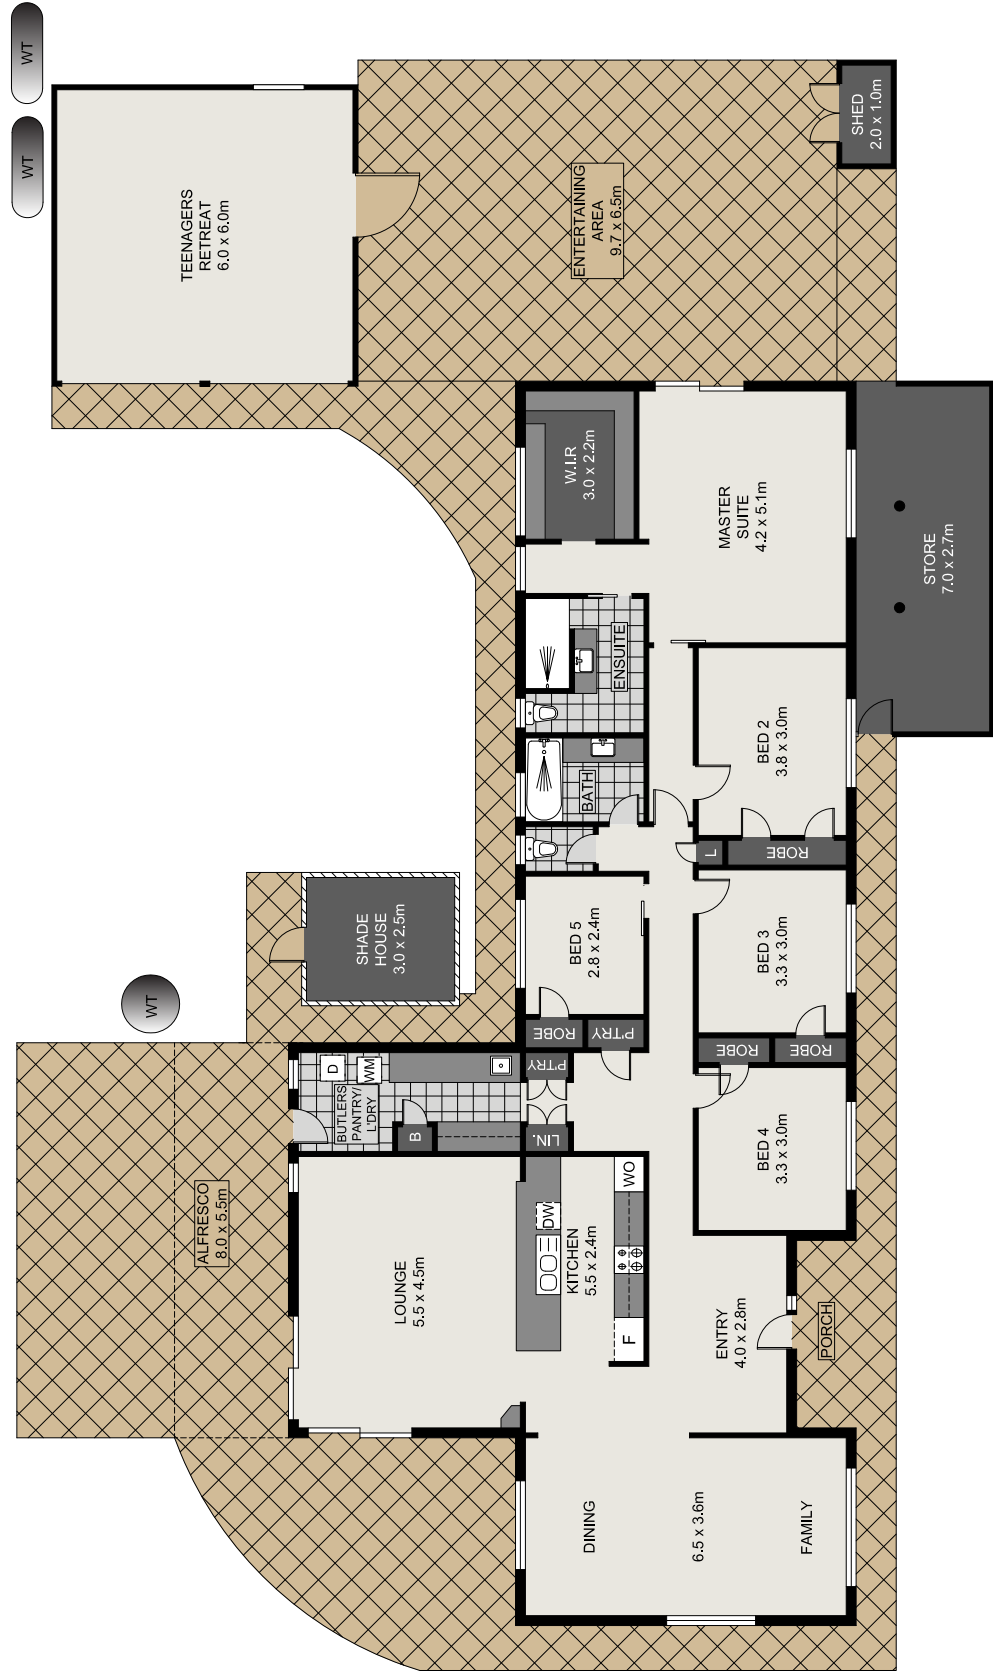 WT
WT
TEENAGERS
RETREAT
6.0 x 6.0m
ENTERTAINING
AREA
9.7 x 6.5m
SHED
2.0 x 1.0m
W.I.R
3.0 x 2.2m
MASTER
SUITE
4.2 x 5.1m
STORE
7.0 x 2.7m
ENSUITE
BATH
BED 2
3.8 x 3.0m
L
ROBE
SHADE
HOUSE
3.0 x 2.5m
BED 5
2.8 x 2.4m
BED 3
3.3 x 3.0m
WT
ROBE
P'TRY
ROBE
ROBE
D
WM
P'TRY
BUTLERS
PANTRY/
L'DRY
B
LIN.
BED 4
3.3 x 3.0m
ALFRESCO
8.0 x 5.5m
LOUNGE
5.5 x 4.5m
DW
KITCHEN
5.5 x 2.4m
WO
F
ENTRY
4.0 x 2.8m
PORCH
DINING
6.5 x 3.6m
FAMILY